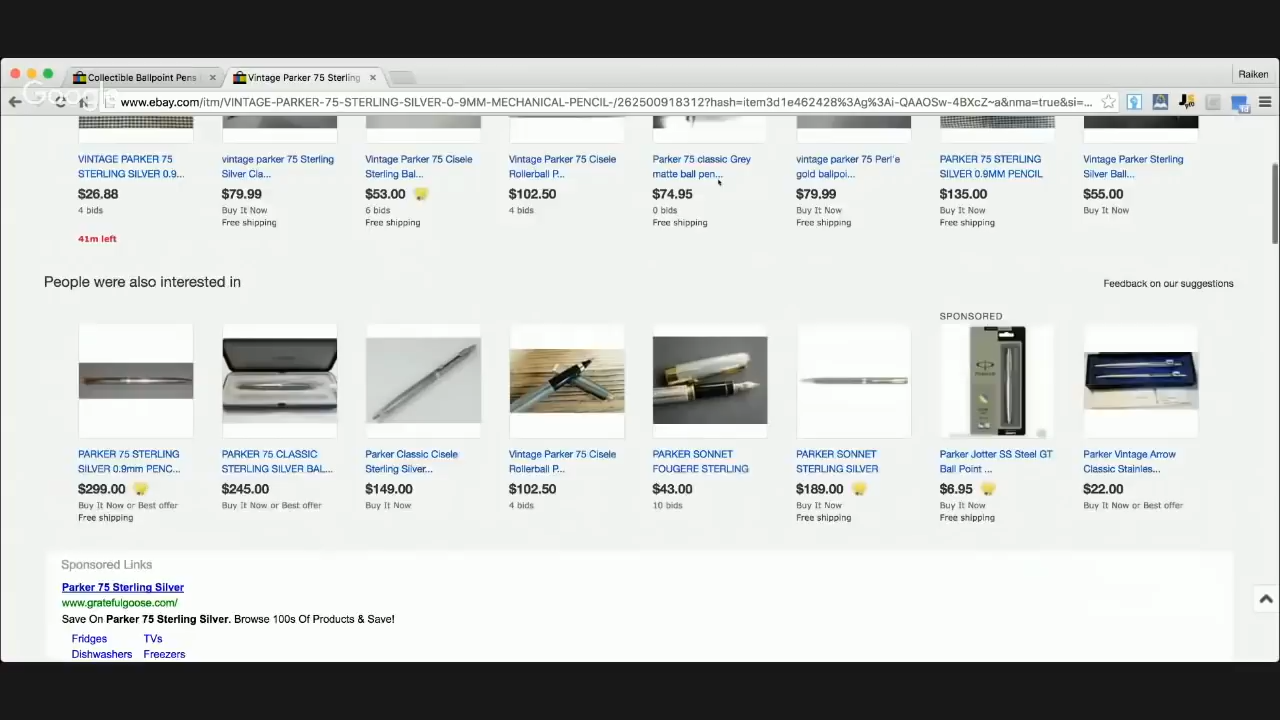 Collectible Ballpoint Pens
Vintage Parker 75 Sterling
Raiken
Google
www.ebay.com/itm/VINTAGE-PARKER-75-STERLING-SILVER-0-9MM-MECHANICAL-PENCIL-/262500918312?hash=item3d1e462428%3Ag%3Ai-QAAOSw-4BXcZ~a&nma=true&si=...
VINTAGE PARKER 75
STERLING SILVER 0.9...
$26.88
4 bids
41m left
vintage parker 75 Sterling
Silver Cla...
$79.99
Buy It Now
Free shipping
Vintage Parker 75 Cisele
Sterling Bal...
$53.00
6 bids
Free shipping
Vintage Parker 75 Cisele
Rollerball P...
$102.50
4 bids
Parker 75 classic Grey
matte ball pen...
$74.95
0 bids
Free shipping
vintage parker 75 Perl'e
gold ballpoi...
$79.99
Buy It Now
Free shipping
PARKER 75 STERLING
SILVER 0.9MM PENCIL
$135.00
Buy It Now
Free shipping
Vintage Parker Sterling
Silver Ball...
$55.00
Buy It Now
People were also interested in
Feedback on our suggestions
PARKER 75 STERLING
SILVER 0.9mm PENC...
$299.00
Buy It Now or Best offer
Free shipping
PARKER 75 CLASSIC
STERLING SILVER BAL...
$245.00
Buy It Now or Best offer
Parker Classic Cisele
Sterling Silver...
$149.00
Buy It Now
Vintage Parker 75 Cisele
Rollerball P...
$102.50
4 bids
PARKER SONNET
FOUGERE STERLING
$43.00
10 bids
PARKER SONNET
STERLING SILVER
$189.00
Buy It Now
Free shipping
SPONSORED
PARKER
Parker Jotter SS Steel GT
Ball Point ...
$6.95
Buy It Now
Free shipping
Parker Vintage Arrow
Classic Stainles...
$22.00
Buy It Now or Best offer
Sponsored Links
Parker 75 Sterling Silver
www.gratefulgoose.com/
Save On Parker 75 Sterling Silver. Browse 100s Of Products & Save!
Fridges TVs
Dishwashers Freezers